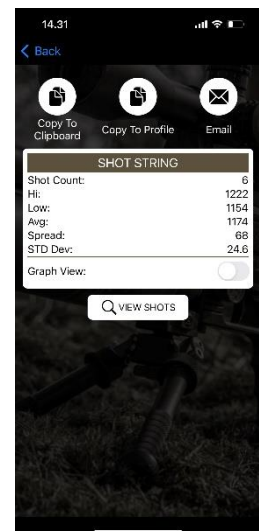 14.31
Back
Copy To
Clipboard
Copy To Profile
Email
SHOT STRING
Shot Count: 6
Hi: 1222
Low: 1154
Avg: 1174
Spread: 68
STD Dev: 24.6
Graph View:
VIEW SHOTS